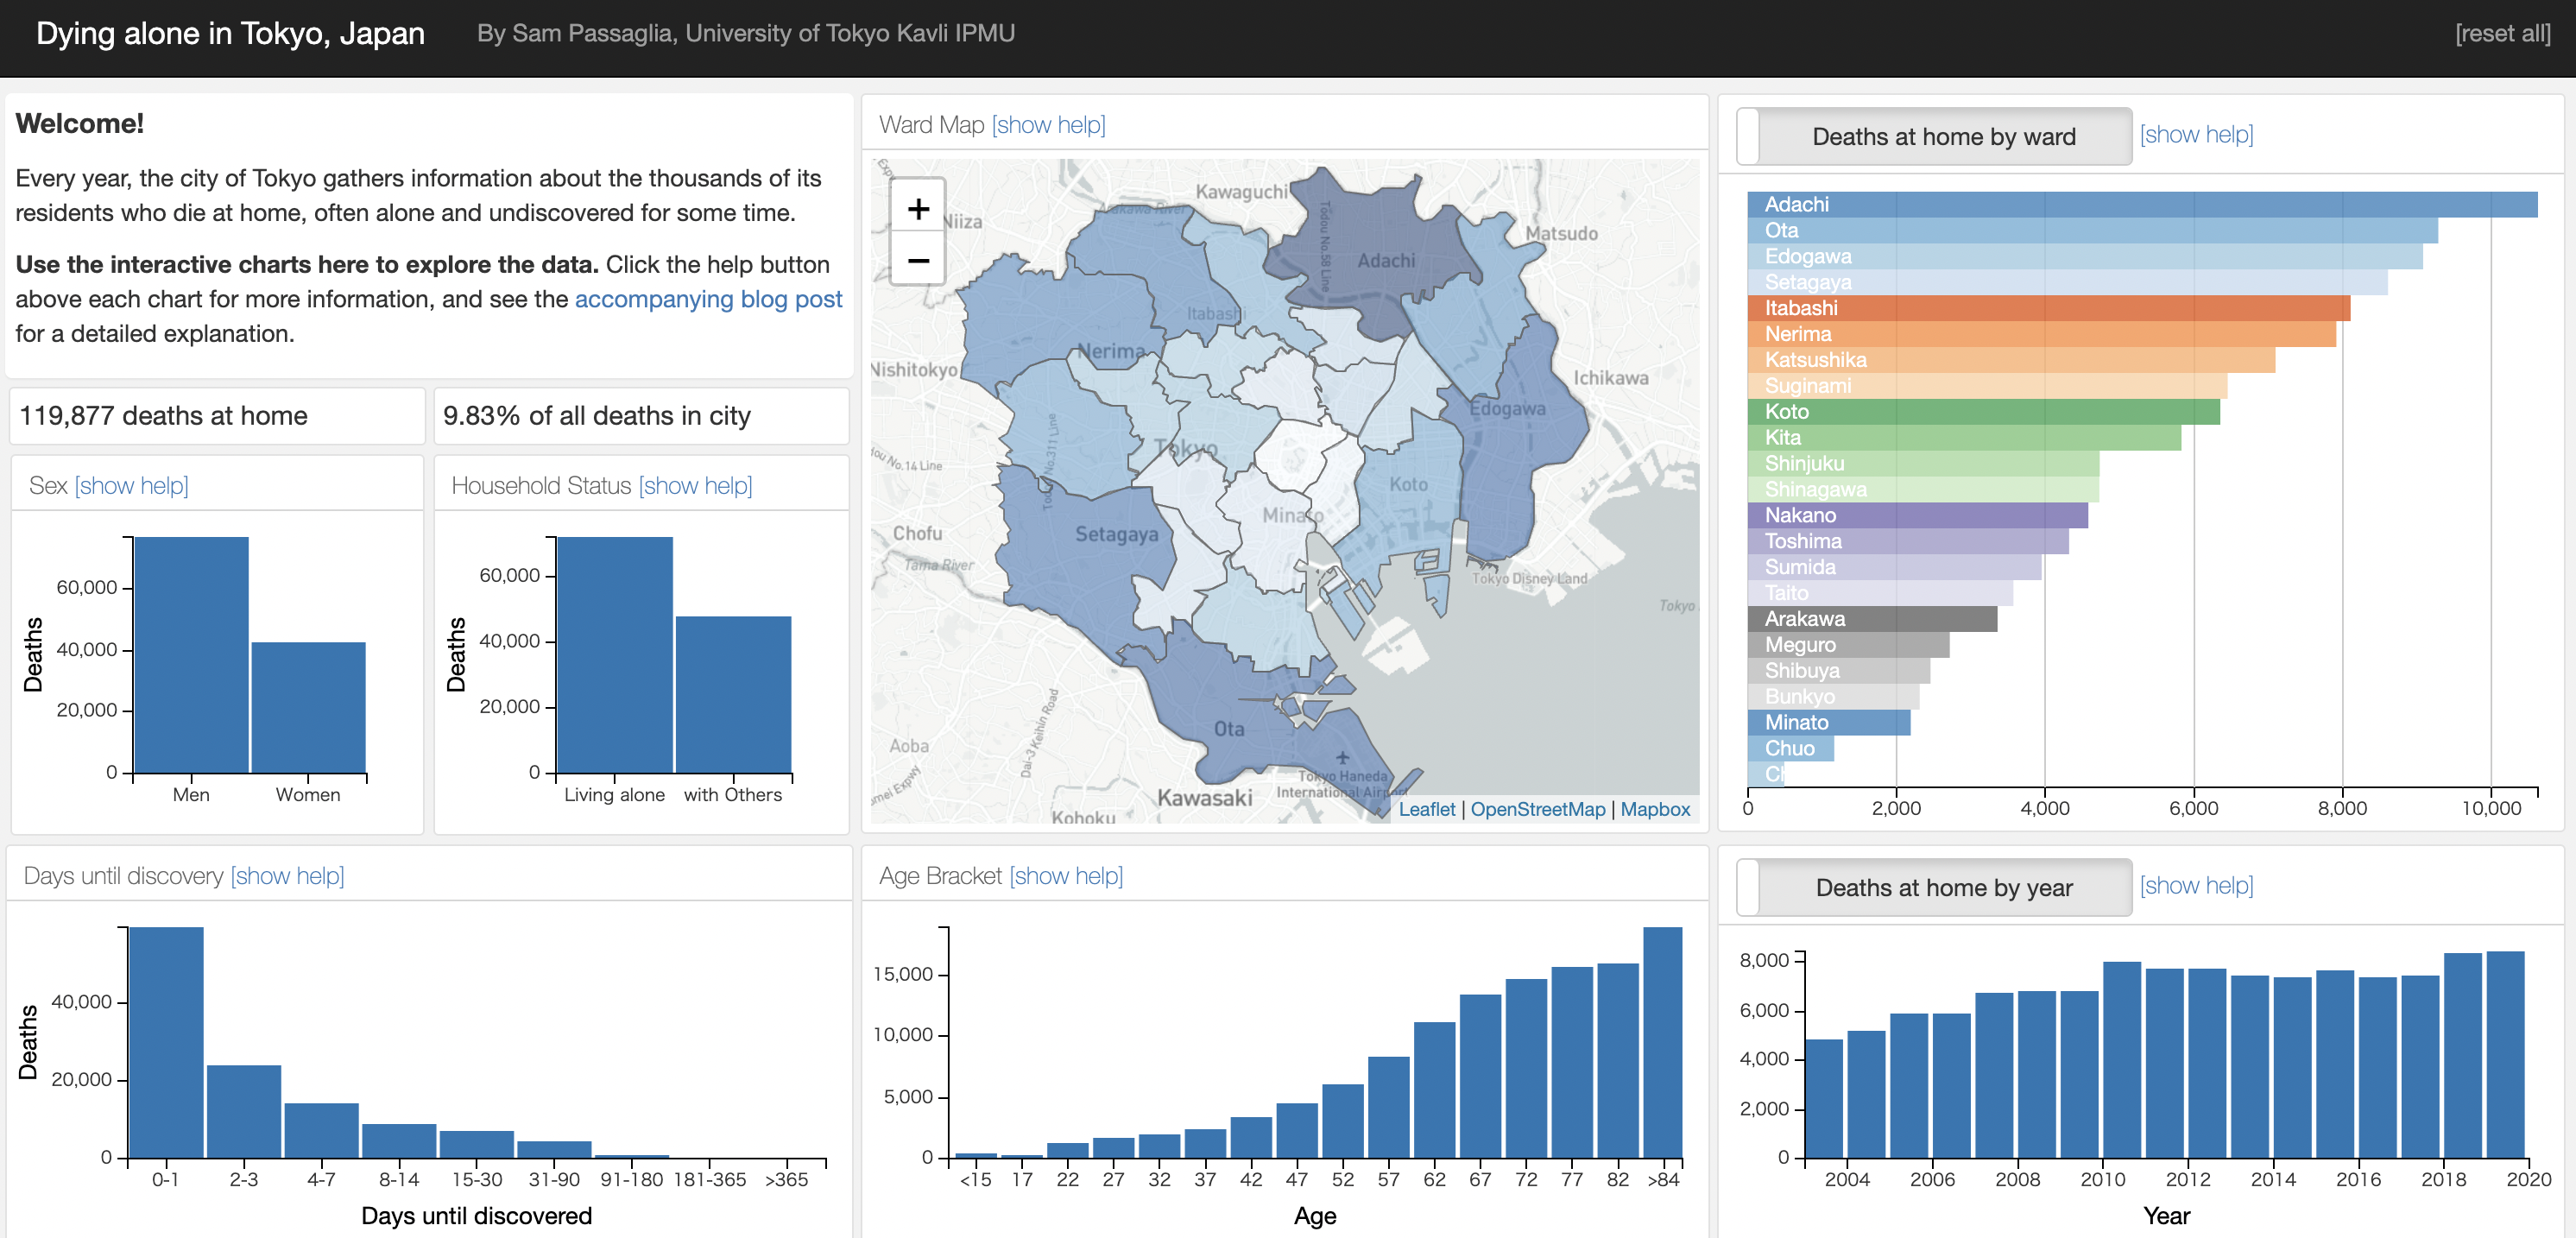 Dying alone in Tokyo, Japan
By Sam Passaglia, University of Tokyo Kavli IPMU
[reset all]
Welcome!
Every year, the city of Tokyo gathers information about the thousands of its
residents who die at home, often alone and undiscovered for some time.
Use the interactive charts here to explore the data. Click the help button
above each chart for more information, and see the accompanying blog post
for a detailed explanation.
119,877 deaths at home
9.83% of all deaths in city
Sex [show help]
Deaths
60,000
40,000
20,000
0
Men
Women
Household Status [show help]
Deaths
60,000
40,000
20,000
0
Living alone
with Others
Ward Map [show help]
+
−
Kawaguchi
Niiza
Matsudo
Adachi
Todou No.58 Line
Itabashi
Nerima
Nishitokyo
Ichikawa
Edogawa
Tokyo
No.14 Line
No.311 Line
Koto
Minato
Chofu
Setagaya
Tama River
Tokyo Disney Land
Tokyo
Dai-3 Keihin Road
Ota
Aoba
Tokyo Haneda
International Airport
Kawasaki
Kohoku
Leaflet | OpenStreetMap | Mapbox
Deaths at home by ward
[show help]
Adachi
Ota
Edogawa
Setagaya
Itabashi
Nerima
Katsushika
Suginami
Koto
Kita
Shinjuku
Shinagawa
Nakano
Toshima
Sumida
Taito
Arakawa
Meguro
Shibuya
Bunkyo
Minato
Chuo
0
2,000
4,000
6,000
8,000
10,000
Days until discovery [show help]
Deaths
40,000
20,000
0
0-1
2-3
4-7
8-14
15-30
31-90
91-180
181-365
>365
Days until discovered
Age Bracket [show help]
15,000
10,000
5,000
0
<15
17
22
27
32
37
42
47
52
57
62
67
72
77
82
>84
Age
Deaths at home by year
[show help]
8,000
6,000
4,000
2,000
0
2004
2006
2008
2010
2012
2014
2016
2018
2020
Year